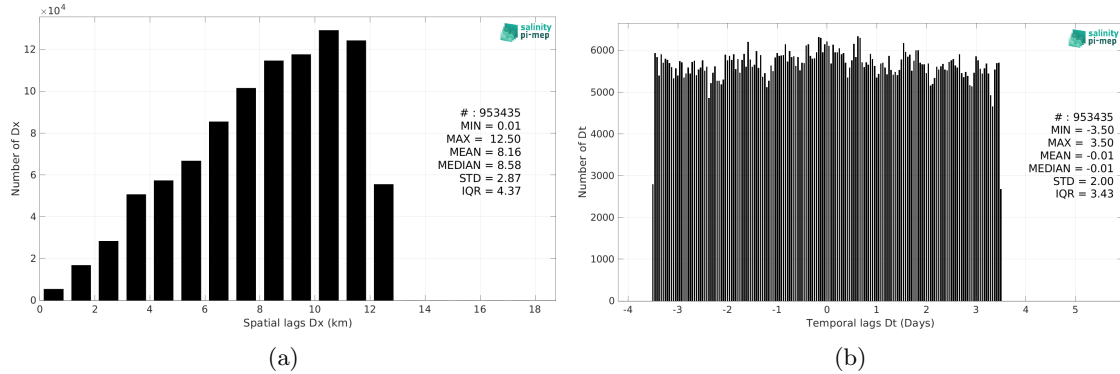 ×10^4
12
10
8
6
4
2
0
Number of Dx
0 2 4 6 8 10 12 14 16 18
Spatial lags Dx (km)
salinity
pi-mep
# : 953435
MIN = 0.01
MAX = 12.50
MEAN = 8.16
MEDIAN = 8.58
STD = 2.87
IQR = 4.37
(a)
6000
5000
4000
3000
2000
1000
0
Number of Dt
-4 -3 -2 -1 0 1 2 3 4 5
Temporal lags Dt (Days)
salinity
pi-mep
# : 953435
MIN = -3.50
MAX = 3.50
MEAN = -0.01
MEDIAN = -0.01
STD = 2.00
IQR = 3.43
(b)